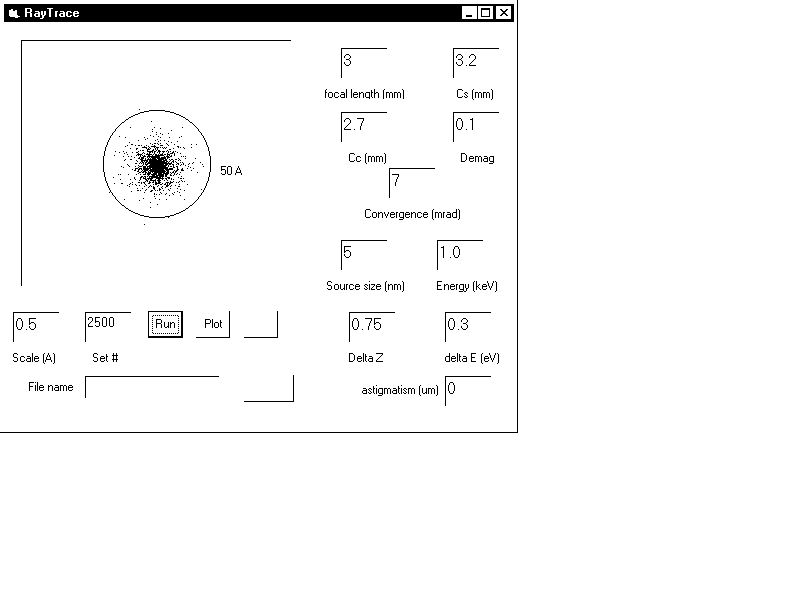 RayTrace
3
3.2
focal length (mm)
Cs (mm)
2.7
0.1
Cc (mm)
Demag
50 A
7
Convergence (mrad)
5
1.0
Source size (nm)
Energy (keV)
0.5
2500
Run
Plot
0.75
0.3
Scale (A)
Set #
Delta Z
delta E (eV)
File name
astigmatism (um)
0